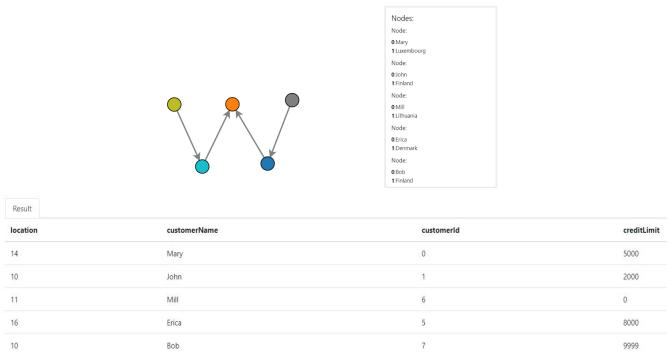 Nodes:
Node:
0:Mary
1:Luxembourg
Node:
0:John
1:Finland
Node:
0:Mill
1:Lithuania
Node:
0:Erica
1:Denmark
Node:
0:Bob
1:Finland
Result
location customerName customerId creditLimit
14 Mary 0 5000
10 John 1 2000
11 Mill 6 0
16 Erica 5 8000
10 Bob 7 9999